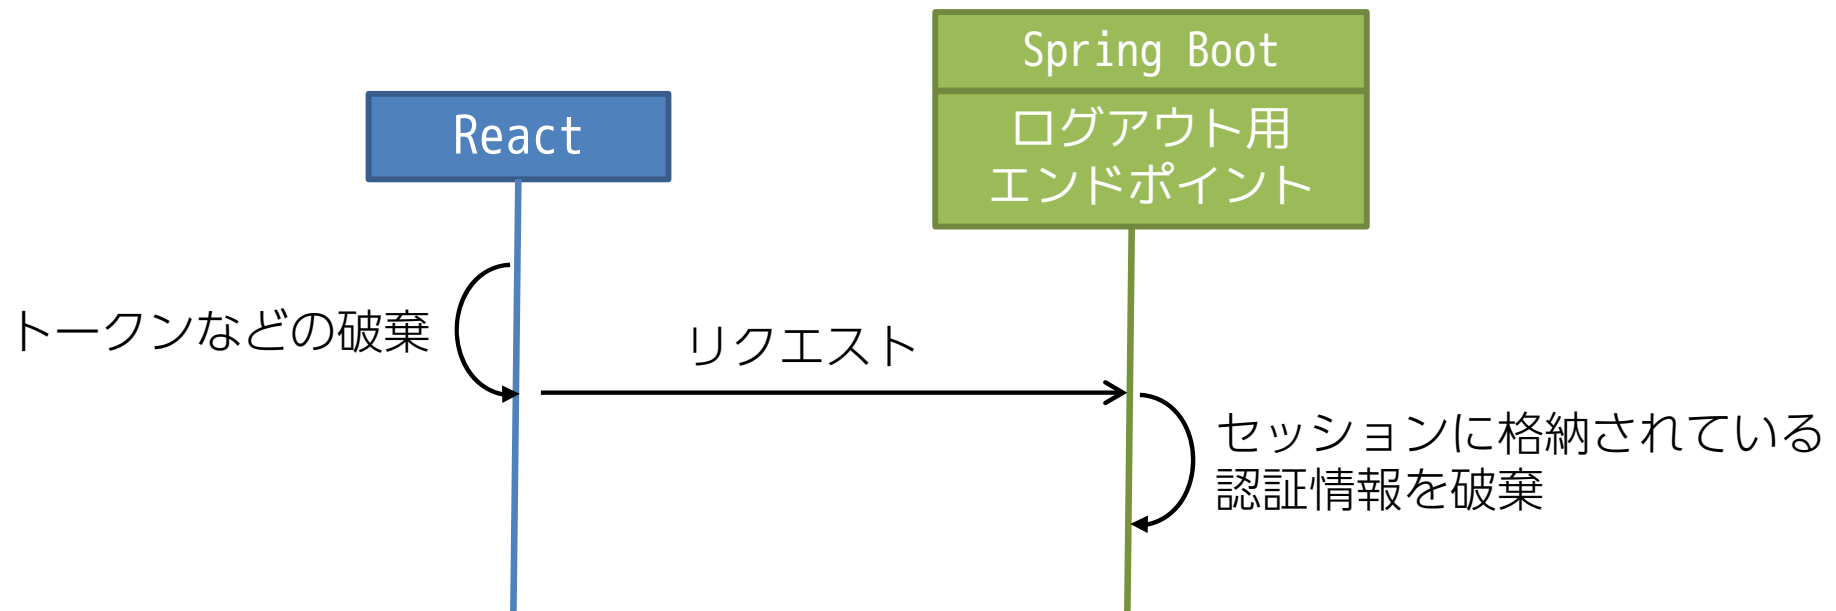 Spring Boot
React
ログアウト用
エンドポイント
トークンなどの破棄
リクエスト
セッションに格納されている
認証情報を破棄